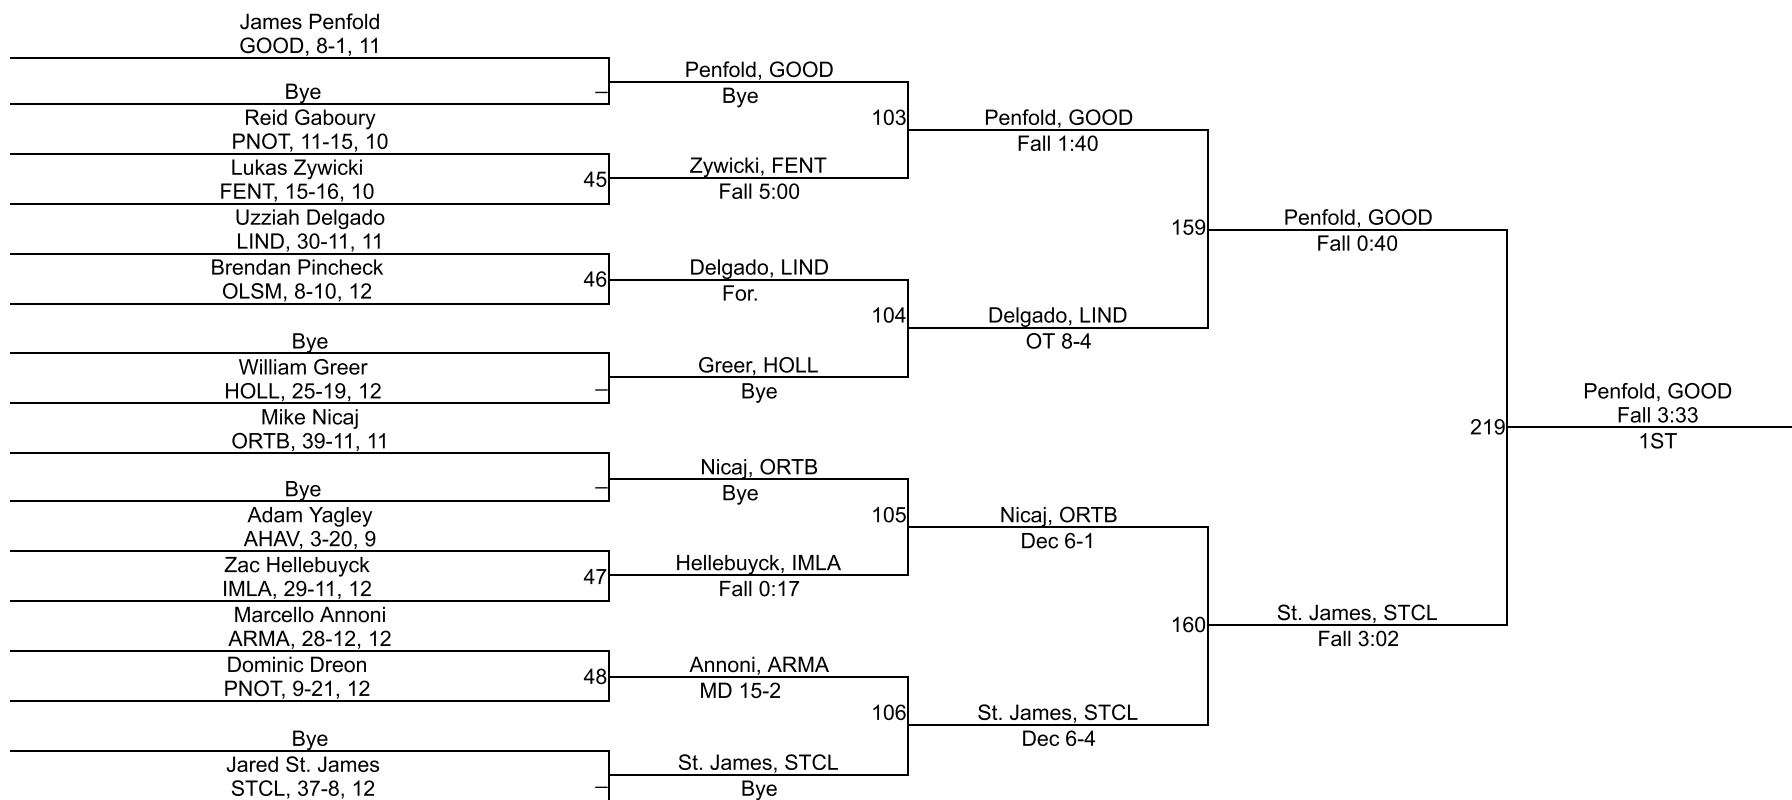 James Penfold
GOOD, 8-1, 11
Bye
Reid Gaboury
PNOT, 11-15, 10
Lukas Zywicki
FENT, 15-16, 10
Uzziah Delgado
LIND, 30-11, 11
Brendan Pincheck
OLSM, 8-10, 12
Bye
William Greer
HOLL, 25-19, 12
Mike Nicaj
ORTB, 39-11, 11
Bye
Adam Yagley
AHAV, 3-20, 9
Zac Hellebuyck
IMLA, 29-11, 12
Marcello Annoni
ARMA, 28-12, 12
Dominic Dreon
PNOT, 9-21, 12
Bye
Jared St. James
STCL, 37-8, 12
–
45
46
–
–
47
48
–
Penfold, GOOD
Bye
Zywicki, FENT
Fall 5:00
Delgado, LIND
For.
Greer, HOLL
Bye
Nicaj, ORTB
Bye
Hellebuyck, IMLA
Fall 0:17
Annoni, ARMA
MD 15-2
St. James, STCL
Bye
103
104
105
106
Penfold, GOOD
Fall 1:40
Delgado, LIND
OT 8-4
Nicaj, ORTB
Dec 6-1
St. James, STCL
Dec 6-4
159
160
Penfold, GOOD
Fall 0:40
St. James, STCL
Fall 3:02
219
Penfold, GOOD
Fall 3:33
1ST